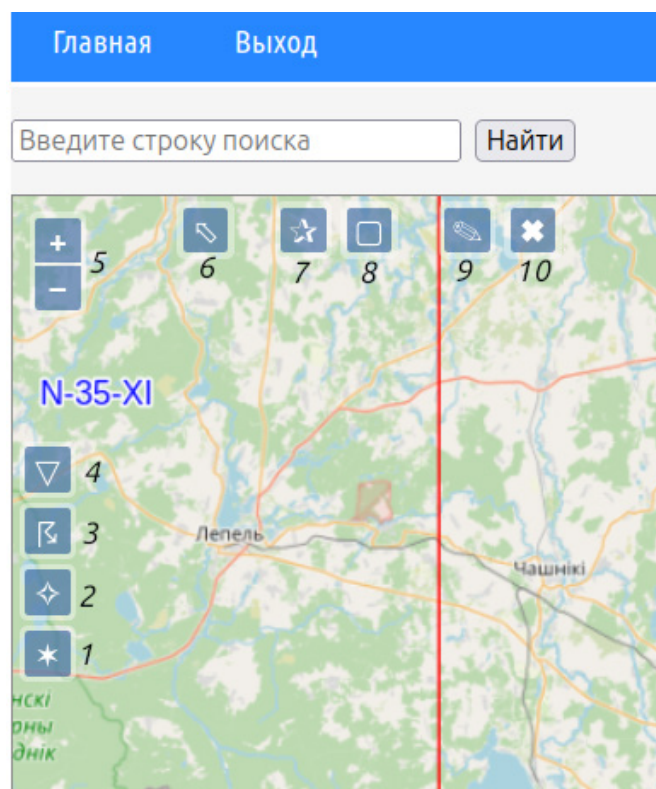 Главная Выход
Введите строку поиска Найти
+
−
5 6 7 8 9 10
N-35-XI
4
3
Лепель
Чашнікі
2
1
нскі
рны
днік